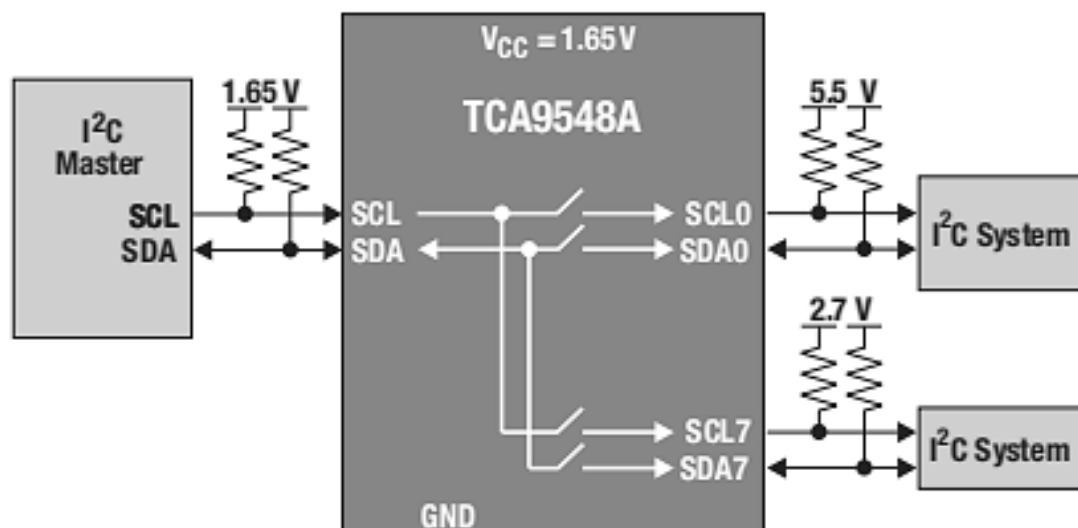 V_CC = 1.65V
TCA9548A
I²C
Master
SCL
SDA
1.65 V
SCL
SDA
SCL0
SDA0
5.5 V
I²C System
2.7 V
SCL7
SDA7
I²C System
GND